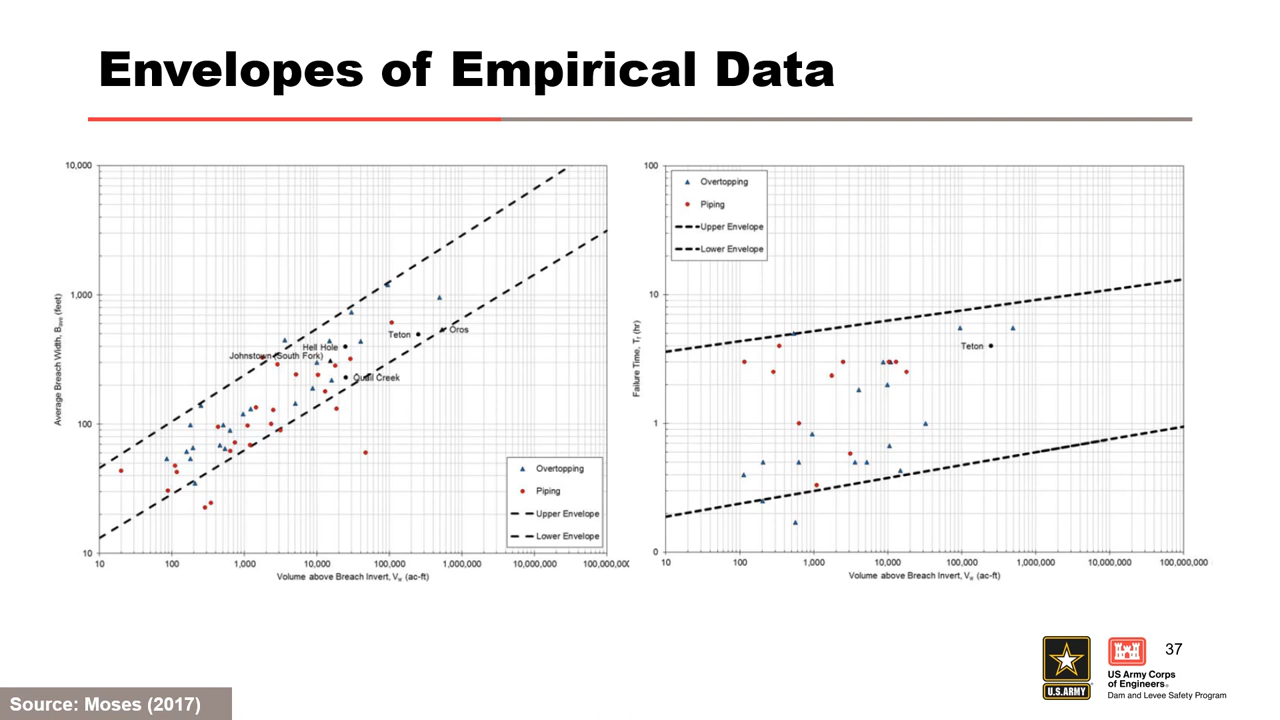 Envelopes of Empirical Data
10,000
1,000
100
10
Average Breach Width, Bave (feet)
Johnstown (South Fork)
Hell Hole
Teton
Oros
Quail Creek
Overtopping
Piping
Upper Envelope
Lower Envelope
10 100 1,000 10,000 100,000 1,000,000 10,000,000 100,000,000
Volume above Breach Invert, Vw (ac-ft)
100
10
1
0
Failure Time, Tf (hr)
Overtopping
Piping
Upper Envelope
Lower Envelope
Teton
10 100 1,000 10,000 100,000 1,000,000 10,000,000 100,000,000
Volume above Breach Invert, Vw (ac-ft)
37
U.S.ARMY
US Army Corps
of Engineers®
Dam and Levee Safety Program
Source: Moses (2017)